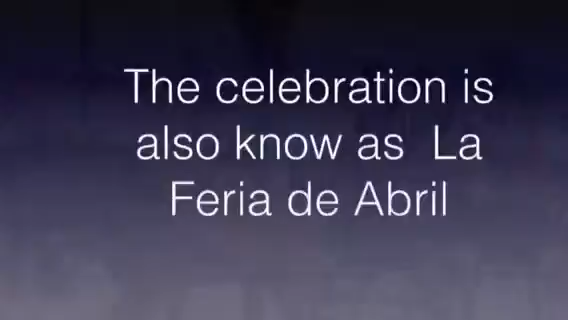 The celebration is
also know as  La
Feria de Abril